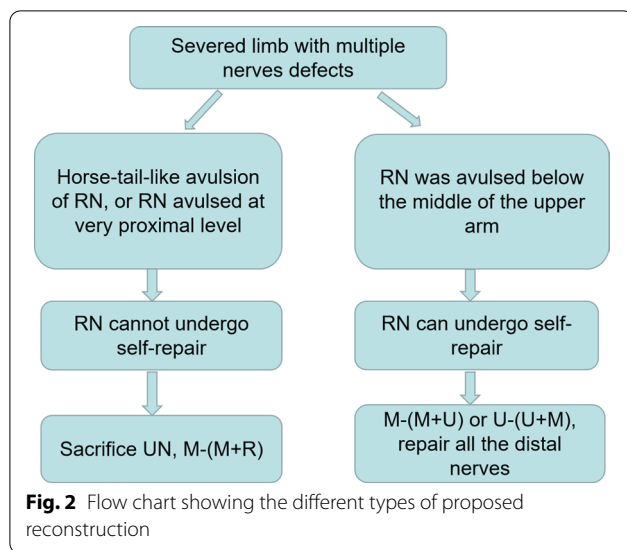 Severed limb with multiple
nerves defects
Horse-tail-like avulsion
of RN, or RN avulsed at
very proximal level
RN was avulsed below
the middle of the upper
arm
RN cannot undergo
self-repair
RN can undergo self-
repair
Sacrifice UN, M-(M+R)
M-(M+U) or U-(U+M),
repair all the distal
nerves
Fig. 2 Flow chart showing the different types of proposed
reconstruction